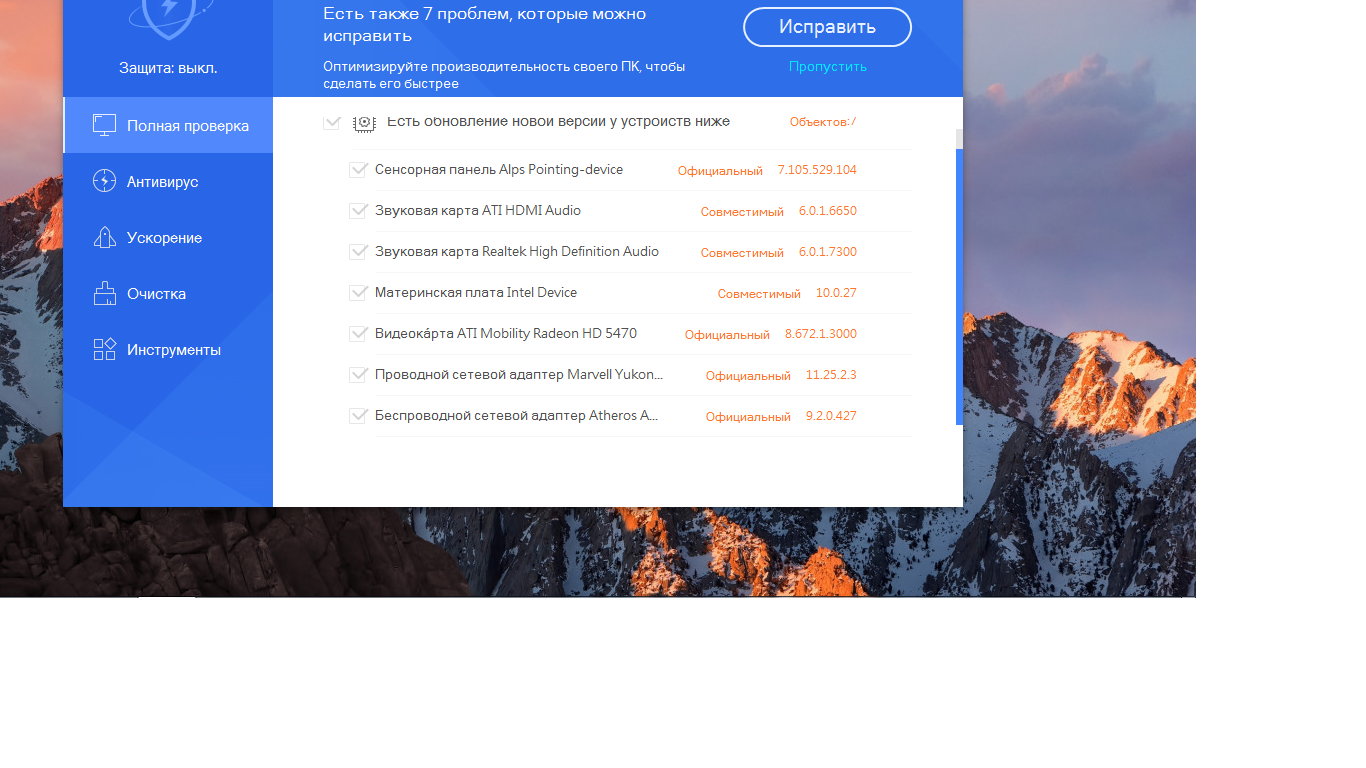 Есть также 7 проблем, которые можно
исправить
Исправить
Оптимизируйте производительность своего ПК, чтобы
сделать его быстрее
Пропустить
Защита: выкл.
Полная проверка
Антивирус
Ускорение
Очистка
Инструменты
Есть обновление новой версии у устройств ниже Объектов:7
Сенсорная панель Alps Pointing-device Официальный 7.105.529.104
Звуковая карта ATI HDMI Audio Совместимый 6.0.1.6650
Звуковая карта Realtek High Definition Audio Совместимый 6.0.1.7300
Материнская плата Intel Device Совместимый 10.0.27
Видеока́рта ATI Mobility Radeon HD 5470 Официальный 8.672.1.3000
Проводной сетевой адаптер Marvell Yukon... Официальный 11.25.2.3
Беспроводной сетевой адаптер Atheros A... Официальный 9.2.0.427